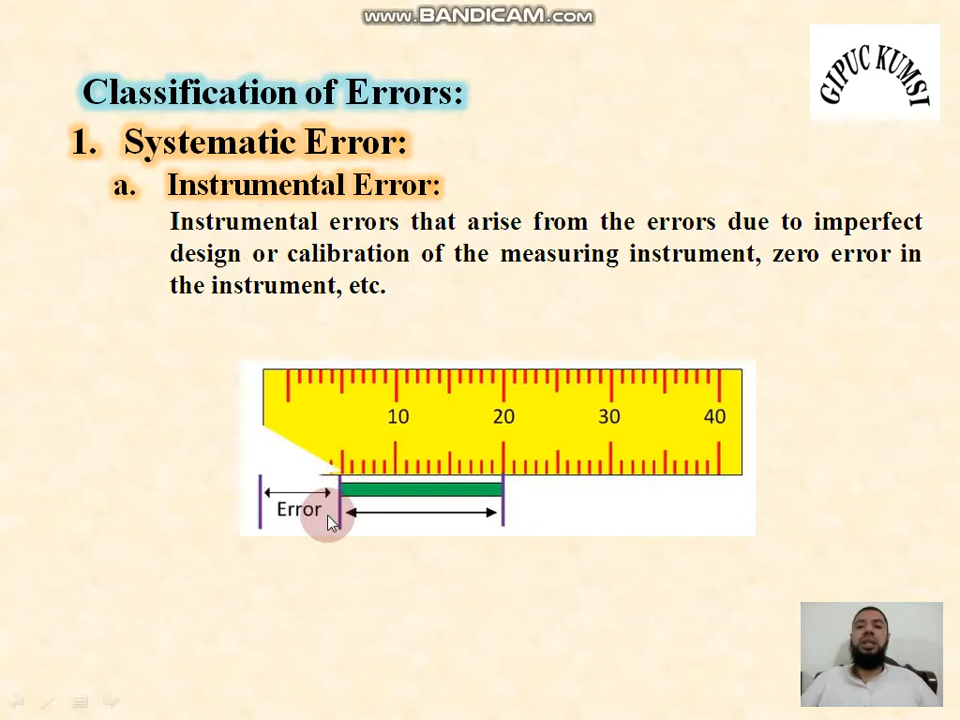 www.BANDICAM.com
GIPUC KUMSI
Classification of Errors:
1. Systematic Error:
a. Instrumental Error:
Instrumental errors that arise from the errors due to imperfect
design or calibration of the measuring instrument, zero error in
the instrument, etc.
10 20 30 40
Error